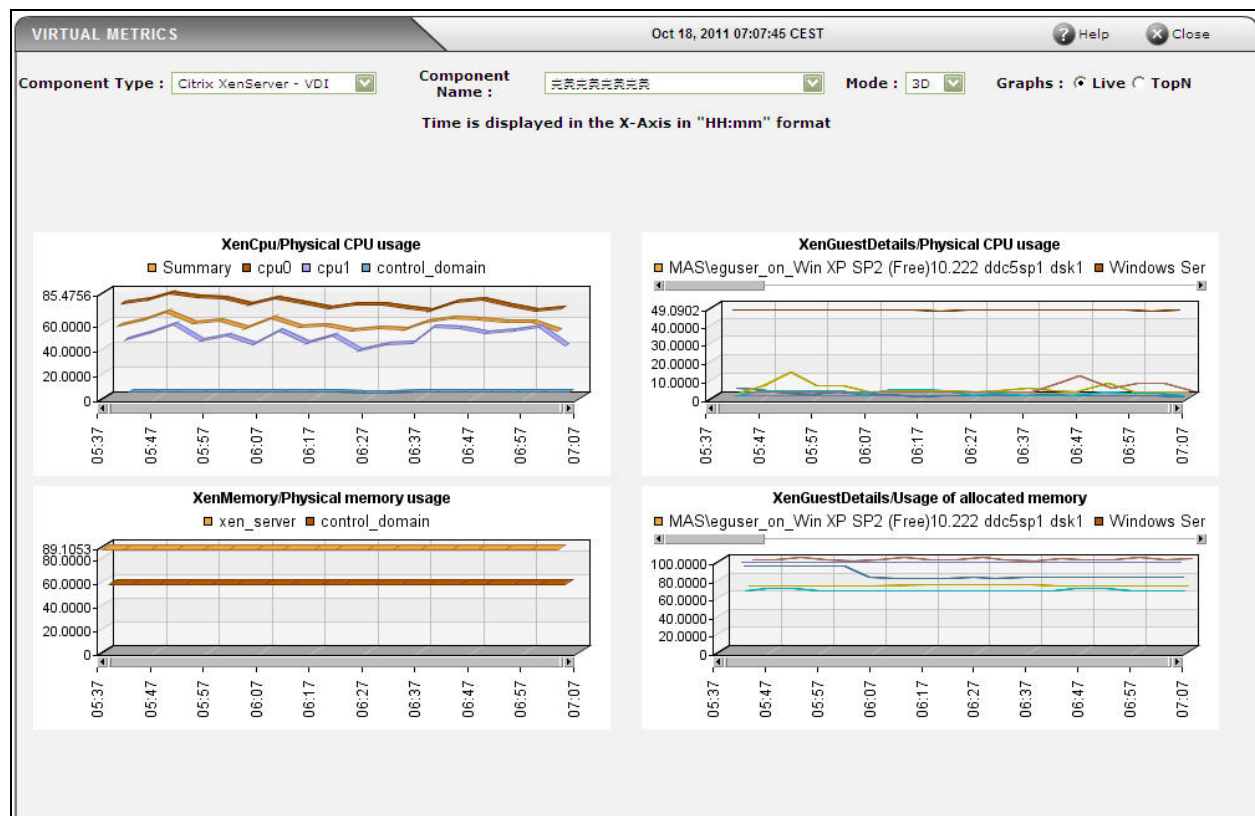 VIRTUAL METRICS Oct 18, 2011 07:07:45 CEST Help Close
Component Type : Citrix XenServer - VDI Component Name : 完美完美完美完美 Mode : 3D Graphs : Live TopN
Time is displayed in the X-Axis in "HH:mm" format
XenCpu/Physical CPU usage
Summary cpu0 cpu1 control_domain
85.4756
60.0000
40.0000
20.0000
0
05:37 05:47 05:57 06:07 06:17 06:27 06:37 06:47 06:57 07:07
XenGuestDetails/Physical CPU usage
MAS\eguser_on_Win XP SP2 (Free)10.222 ddc5sp1 dsk1 Windows Ser
49.0902
40.0000
30.0000
20.0000
10.0000
0
05:37 05:47 05:57 06:07 06:17 06:27 06:37 06:47 06:57 07:07
XenMemory/Physical memory usage
xen_server control_domain
89.1053
80.0000
60.0000
40.0000
20.0000
0
05:37 05:47 05:57 06:07 06:17 06:27 06:37 06:47 06:57 07:07
XenGuestDetails/Usage of allocated memory
MAS\eguser_on_Win XP SP2 (Free)10.222 ddc5sp1 dsk1 Windows Ser
100.0000
80.0000
60.0000
40.0000
20.0000
0
05:37 05:47 05:57 06:07 06:17 06:27 06:37 06:47 06:57 07:07